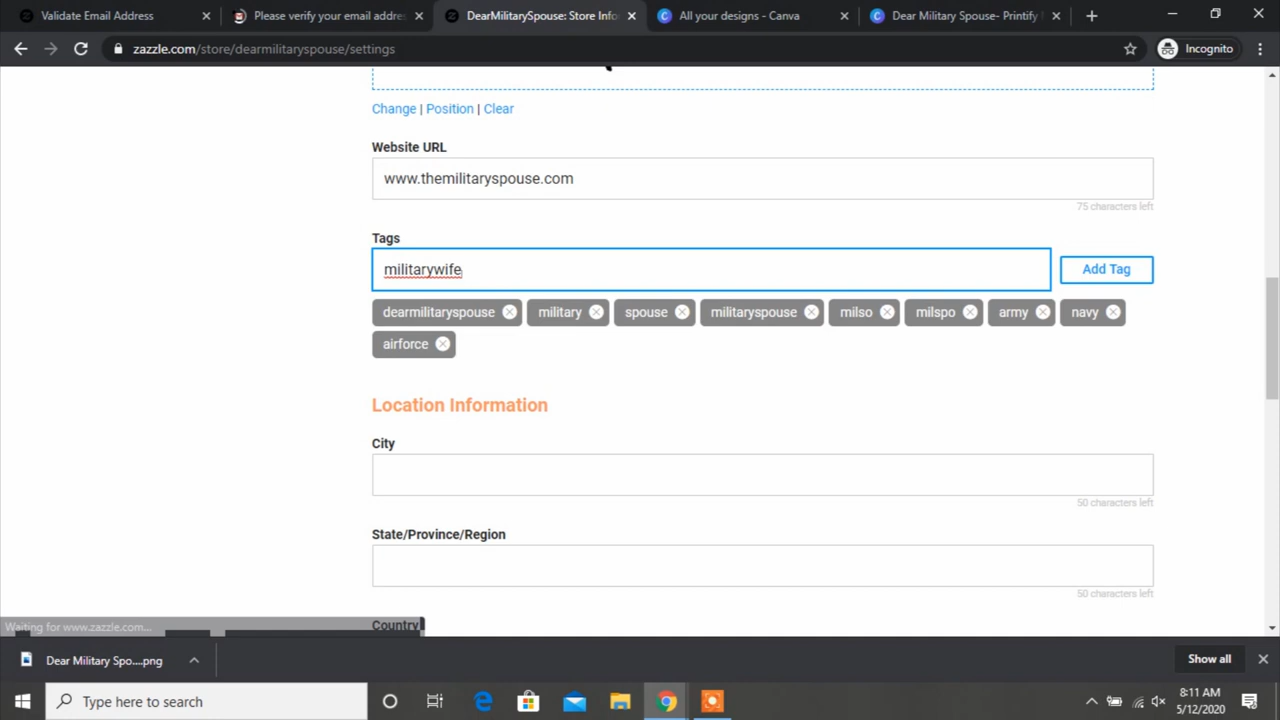 Validate Email Address
Please verify your email addre
DearMilitarySpouse: Store Info
All your designs - Canva
Dear Military Spouse- Printify
zazzle.com/store/dearmilitaryspouse/settings
Incognito
Change | Position | Clear
Website URL
www.themilitaryspouse.com
75 characters left
Tags
militarywife
Add Tag
dearmilitaryspouse military spouse militaryspouse milso milspo army navy
airforce
Location Information
City
50 characters left
State/Province/Region
50 characters left
Country
Waiting for www.zazzle.com...
Dear Military Spo....png
Show all
Type here to search
8:11 AM
5/12/2020